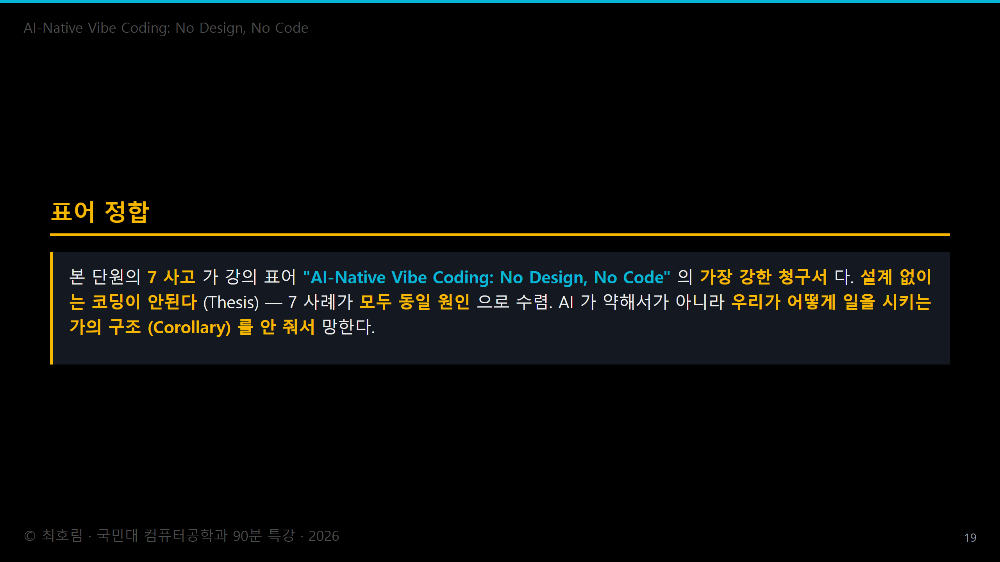 AI-Native Vibe Coding: No Design, No Code
표어 정합
본 단원의 7 사고 가 강의 표어 "AI-Native Vibe Coding: No Design, No Code" 의 가장 강한 청구서 다. 설계 없이
는 코딩이 안된다 (Thesis) — 7 사례가 모두 동일 원인 으로 수렴. AI 가 약해서가 아니라 우리가 어떻게 일을 시키는
가의 구조 (Corollary) 를 안 줘서 망한다.
© 최호림 · 국민대 컴퓨터공학과 90분 특강 · 2026
19